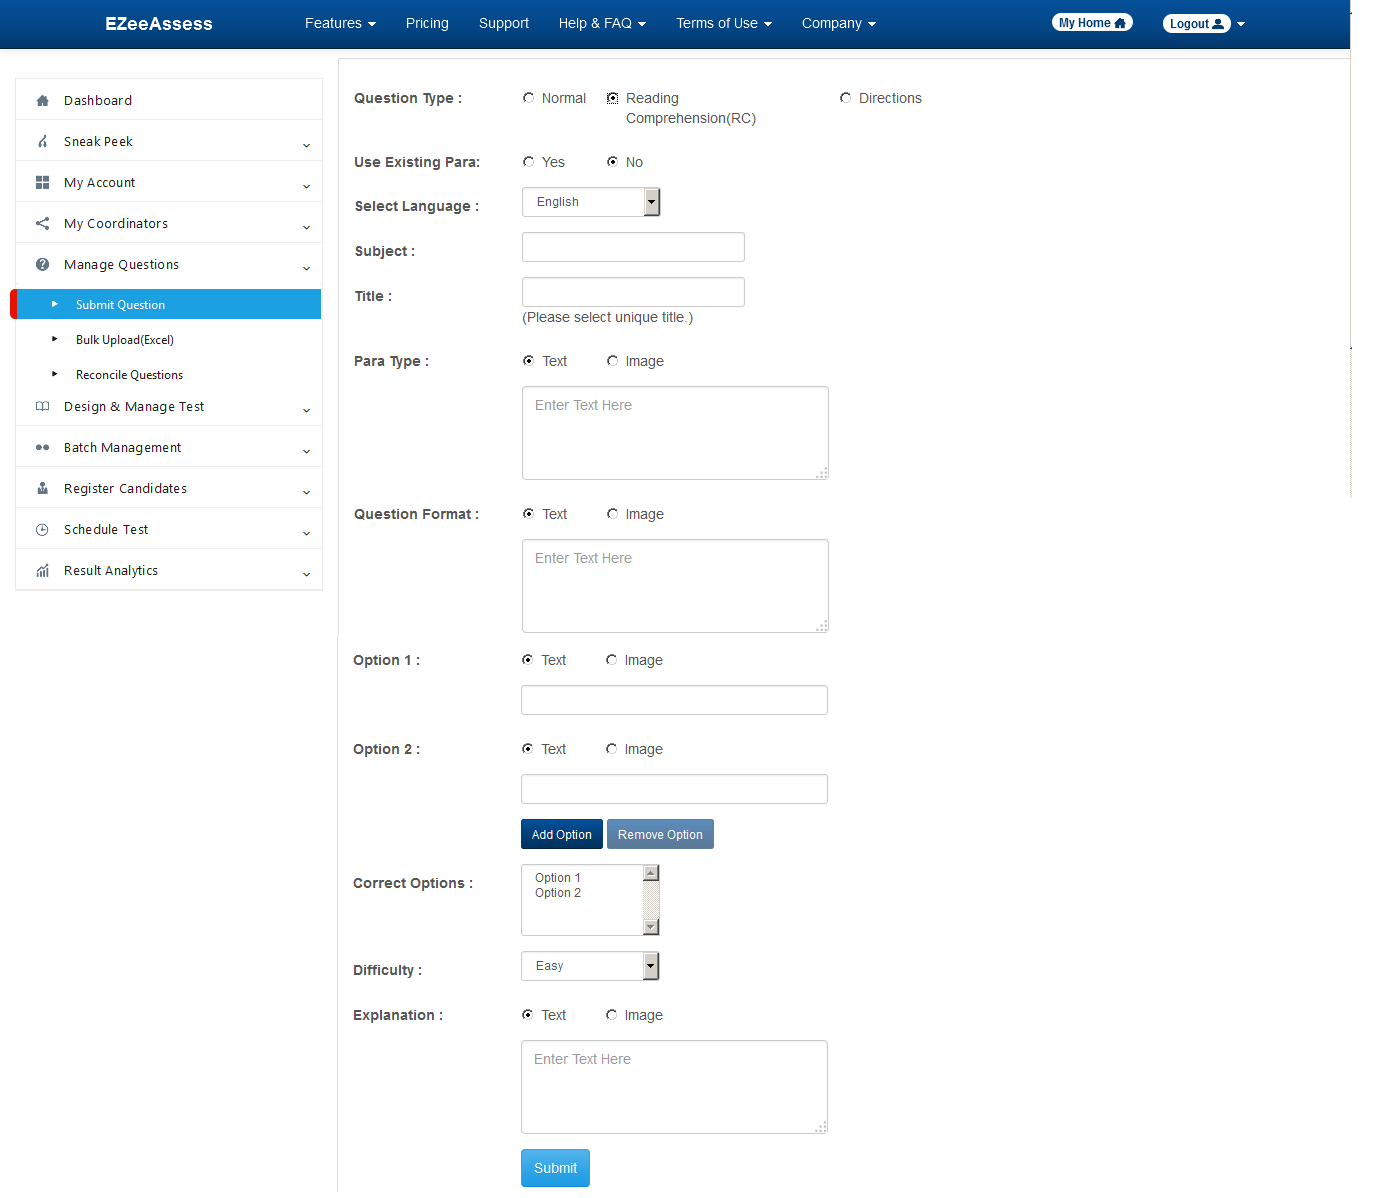 EZeeAssess Features Pricing Support Help & FAQ Terms of Use Company My Home Logout
Dashboard
Sneak Peek
My Account
My Coordinators
Manage Questions
Submit Question
Bulk Upload(Excel)
Reconcile Questions
Design & Manage Test
Batch Management
Register Candidates
Schedule Test
Result Analytics
Question Type : Normal Reading Directions
Comprehension(RC)
Use Existing Para: Yes No
Select Language : English
Subject :
Title :
(Please select unique title.)
Para Type : Text Image
Enter Text Here
Question Format : Text Image
Enter Text Here
Option 1 : Text Image
Option 2 : Text Image
Add Option Remove Option
Correct Options : Option 1
Option 2
Difficulty : Easy
Explanation : Text Image
Enter Text Here
Submit